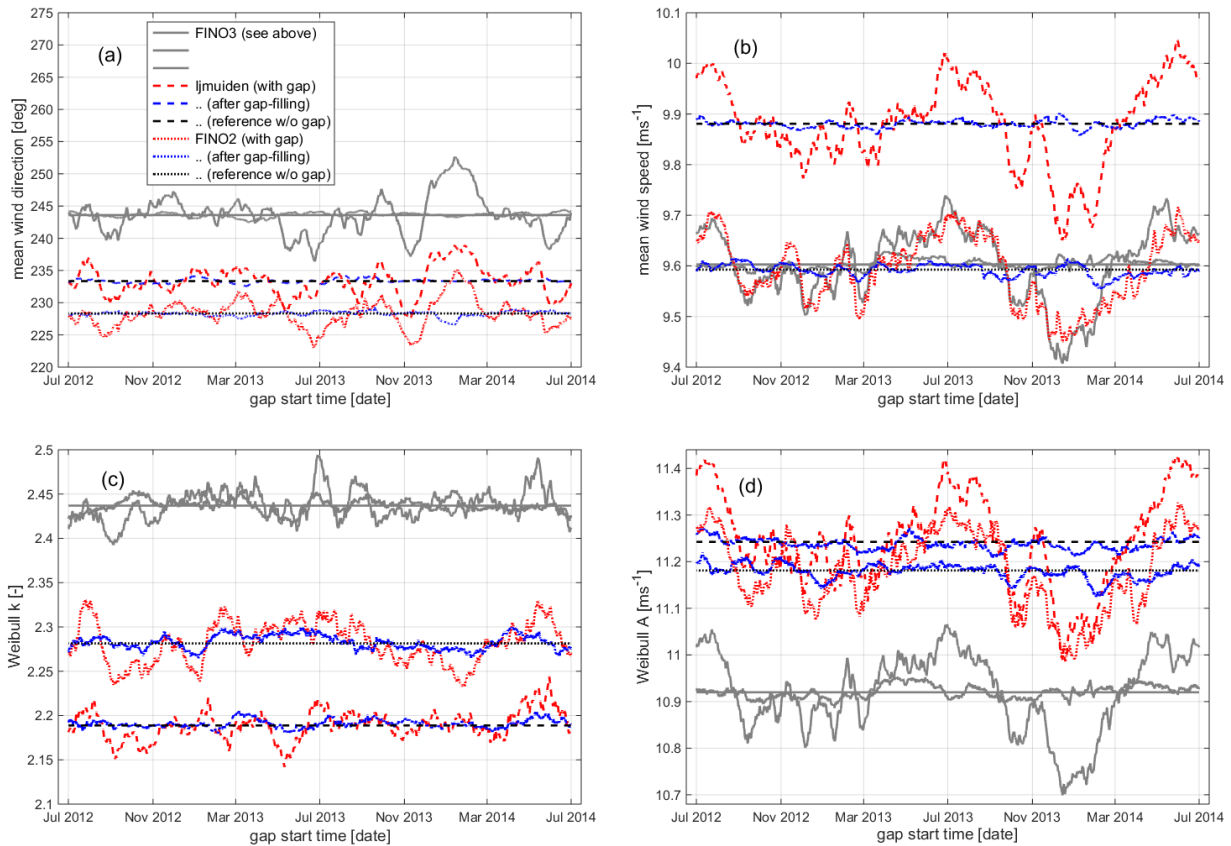 275
270
265
260
255
250
245
240
235
230
225
220
mean wind direction [deg]
(a)
FINO3 (see above)
Ijmuiden (with gap)
.. (after gap-filling)
.. (reference w/o gap)
FINO2 (with gap)
.. (after gap-filling)
.. (reference w/o gap)
Jul 2012 Nov 2012 Mar 2013 Jul 2013 Nov 2013 Mar 2014 Jul 2014
gap start time [date]
10.1
10
9.9
9.8
9.7
9.6
9.5
9.4
mean wind speed [ms⁻¹]
(b)
Jul 2012 Nov 2012 Mar 2013 Jul 2013 Nov 2013 Mar 2014 Jul 2014
gap start time [date]
2.5
2.45
2.4
2.35
2.3
2.25
2.2
2.15
2.1
Weibull k [-]
(c)
Jul 2012 Nov 2012 Mar 2013 Jul 2013 Nov 2013 Mar 2014 Jul 2014
gap start time [date]
11.4
11.3
11.2
11.1
11
10.9
10.8
10.7
Weibull A [ms⁻¹]
(d)
Jul 2012 Nov 2012 Mar 2013 Jul 2013 Nov 2013 Mar 2014 Jul 2014
gap start time [date]